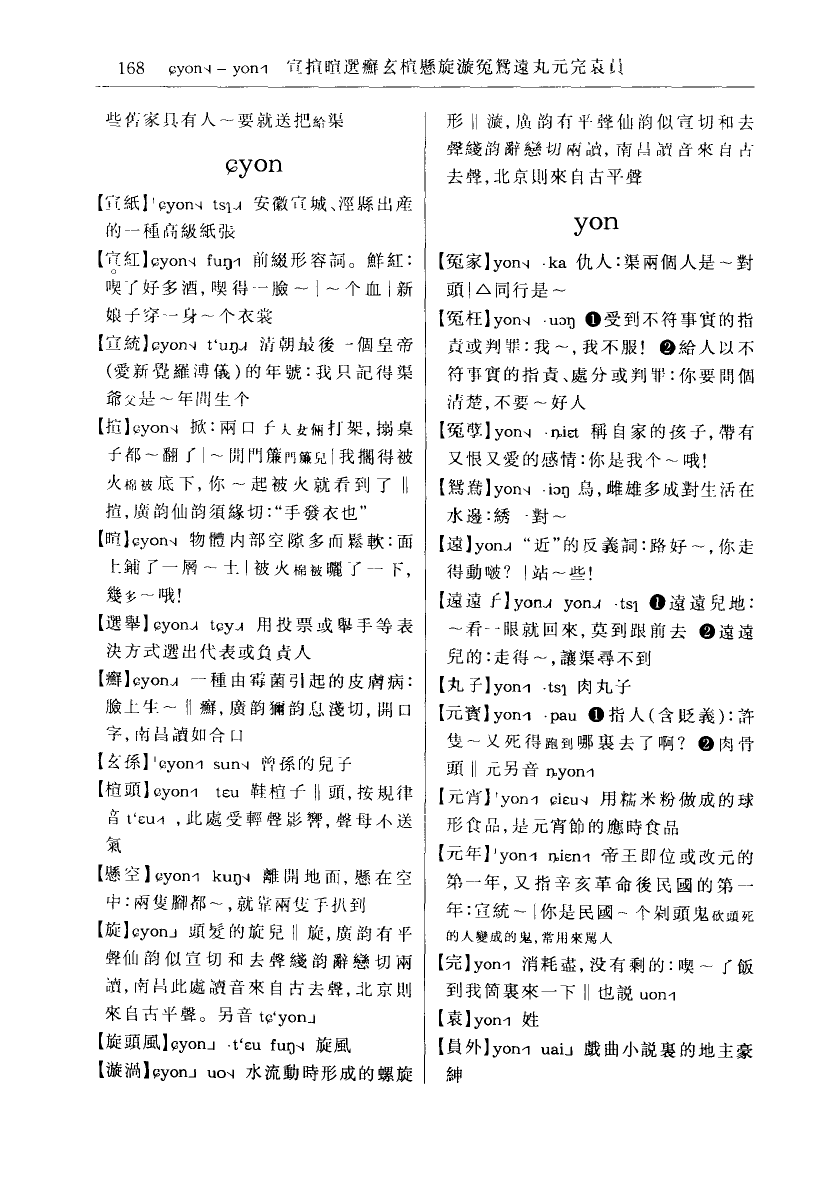 168 ɕyon˧ – yon˦ 宣揎暄選癬玄楦懸旋漩冤鴛遠丸元完袁員
些舊家具有人～要就送把給渠
ɕyon
【宣紙】ˈɕyon˧ tsɿ˩ 安徽宣城、涇縣出産
的一種高級紙張
【宣紅】ɕyon˧ fuŋ˦ 前綴形容詞。鮮紅：
喫了好多酒，喫得一臉～｜～个血｜新
娘子穿一身～个衣裳
【宣統】ɕyon˧ tʻuŋ˩ 清朝最後一個皇帝
(愛新覺羅溥儀)的年號：我只記得渠
爺父是～年間生个
【揎】ɕyon˧ 掀：兩口子夫妻倆打架，搦桌
子都～翻了｜～開門簾門簾兒｜我擱得被
火棉被底下，你～起被火就看到了‖
揎，廣韵仙韵須緣切：“手發衣也”
【暄】ɕyon˧ 物體内部空隙多而鬆軟：面
上鋪了一層～土｜被火棉被曬了一下，
幾多～哦！
【選舉】ɕyon˩ tɕy˩ 用投票或舉手等表
決方式選出代表或負責人
【癬】ɕyon˩ 一種由霉菌引起的皮膚病：
臉上生～‖癬，廣韵獮韵息淺切，開口
字，南昌讀如合口
【玄孫】ˈɕyon˦ sun˧ 曾孫的兒子
【楦頭】ɕyon˦ tɛu 鞋楦子‖頭，按規律
音tʻɛu˦，此處受輕聲影響，聲母不送
氣
【懸空】ɕyon˦ kuŋ˧ 離開地面，懸在空
中：兩隻腳都～，就靠兩隻手扒到
【旋】ɕyon˩ 頭髮的旋兒‖旋，廣韵有平
聲仙韵似宣切和去聲綫韵辭戀切兩
讀，南昌此處讀音來自古去聲，北京則
來自古平聲。另音tɕʻyon˩
【旋頭風】ɕyon˩ ·tʻɛu fuŋ˧ 旋風
【漩渦】ɕyon˩ uo˧ 水流動時形成的螺旋
形‖漩，廣韵有平聲仙韵似宣切和去
聲綫韵辭戀切兩讀，南昌讀音來自古
去聲，北京則來自古平聲
yon
【冤家】yon˧ ·ka 仇人：渠兩個人是～對
頭｜△同行是～
【冤枉】yon˧ ·uɔŋ ❶受到不符事實的指
責或判罪：我～，我不服！ ❷給人以不
符事實的指責、處分或判罪：你要問個
清楚，不要～好人
【冤孽】yon˧ ·ȵiɛt 稱自家的孩子，帶有
又恨又愛的感情：你是我个～哦！
【鴛鴦】yon˧ ·iɔŋ 鳥，雌雄多成對生活在
水邊：綉一對～
【遠】yon˩ “近”的反義詞：路好～，你走
得動啵？｜站～些！
【遠遠子】yon˩ yon˩ ·tsɿ ❶遠遠兒地：
～看一眼就回來，莫到跟前去 ❷遠遠
兒的：走得～，讓渠尋不到
【丸子】yon˦ ·tsɿ 肉丸子
【元寶】yon˦ ·pau ❶指人(含貶義)：許
隻～又死得跑到哪裏去了啊？ ❷肉骨
頭‖元另音ȵyon˦
【元宵】ˈyon˦ ɕiɛu˧ 用糯米粉做成的球
形食品，是元宵節的應時食品
【元年】ˈyon˦ ȵiɛn˦ 帝王即位或改元的
第一年，又指辛亥革命後民國的第一
年：宣統～｜你是民國～个剁頭鬼砍頭死
的人變成的鬼，常用來罵人
【完】yon˦ 消耗盡，没有剩的：喫～了飯
到我箇裏來一下‖也説uon˦
【袁】yon˦ 姓
【員外】yon˦ uai˩ 戲曲小説裏的地主豪
紳